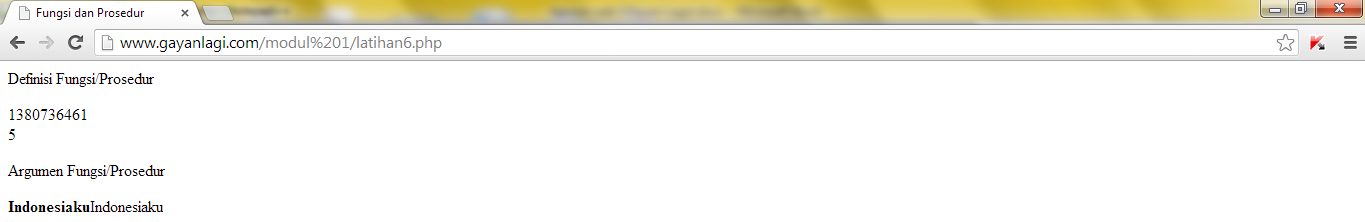 Fungsi dan Prosedur
www.gayanlagi.com/modul%201/latihan6.php
Definisi Fungsi/Prosedur
1380736461
5
Argumen Fungsi/Prosedur
IndonesiakuIndonesiaku